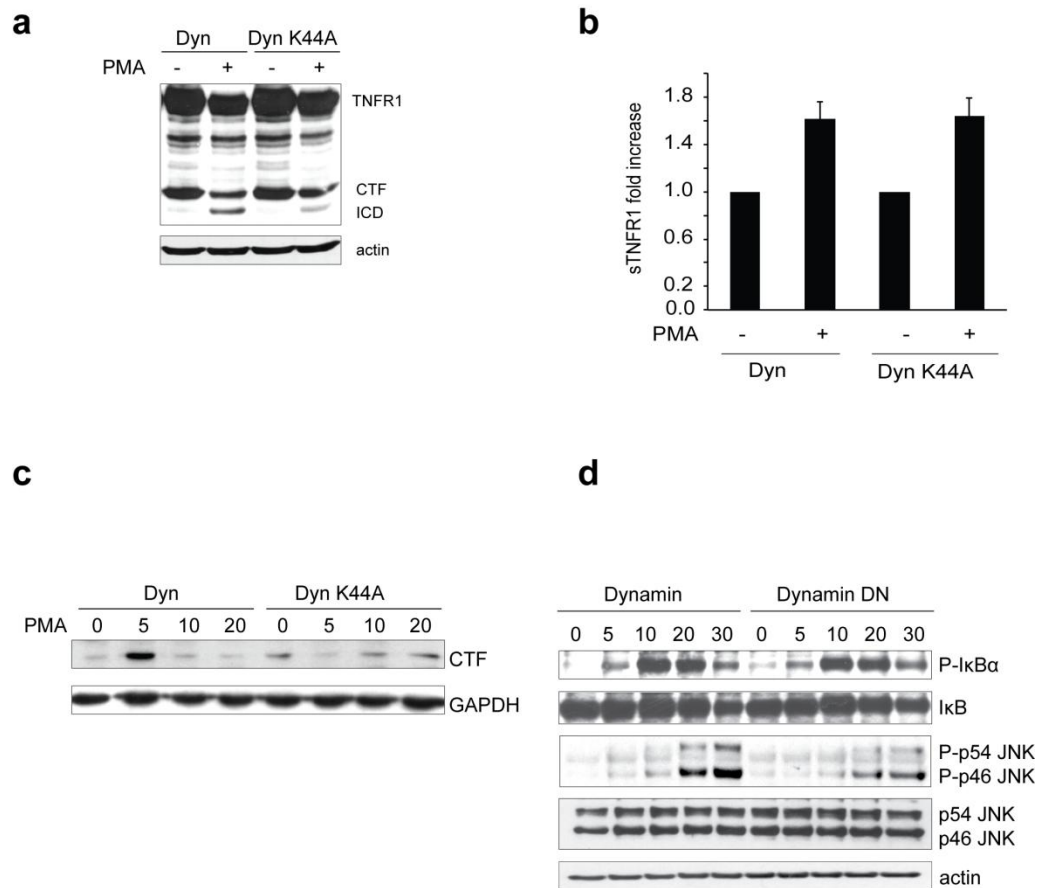 a
Dyn Dyn K44A
PMA - + - +
TNFR1
CTF
ICD
actin
b
sTNFR1 fold increase
1.8
1.4
1.0
0.6
0.2
0.0
PMA - + - +
Dyn Dyn K44A
c
Dyn Dyn K44A
PMA 0 5 10 20 0 5 10 20
CTF
GAPDH
d
Dynamin Dynamin DN
0 5 10 20 30 0 5 10 20 30
P-IκBα
IκB
P-p54 JNK
P-p46 JNK
p54 JNK
p46 JNK
actin